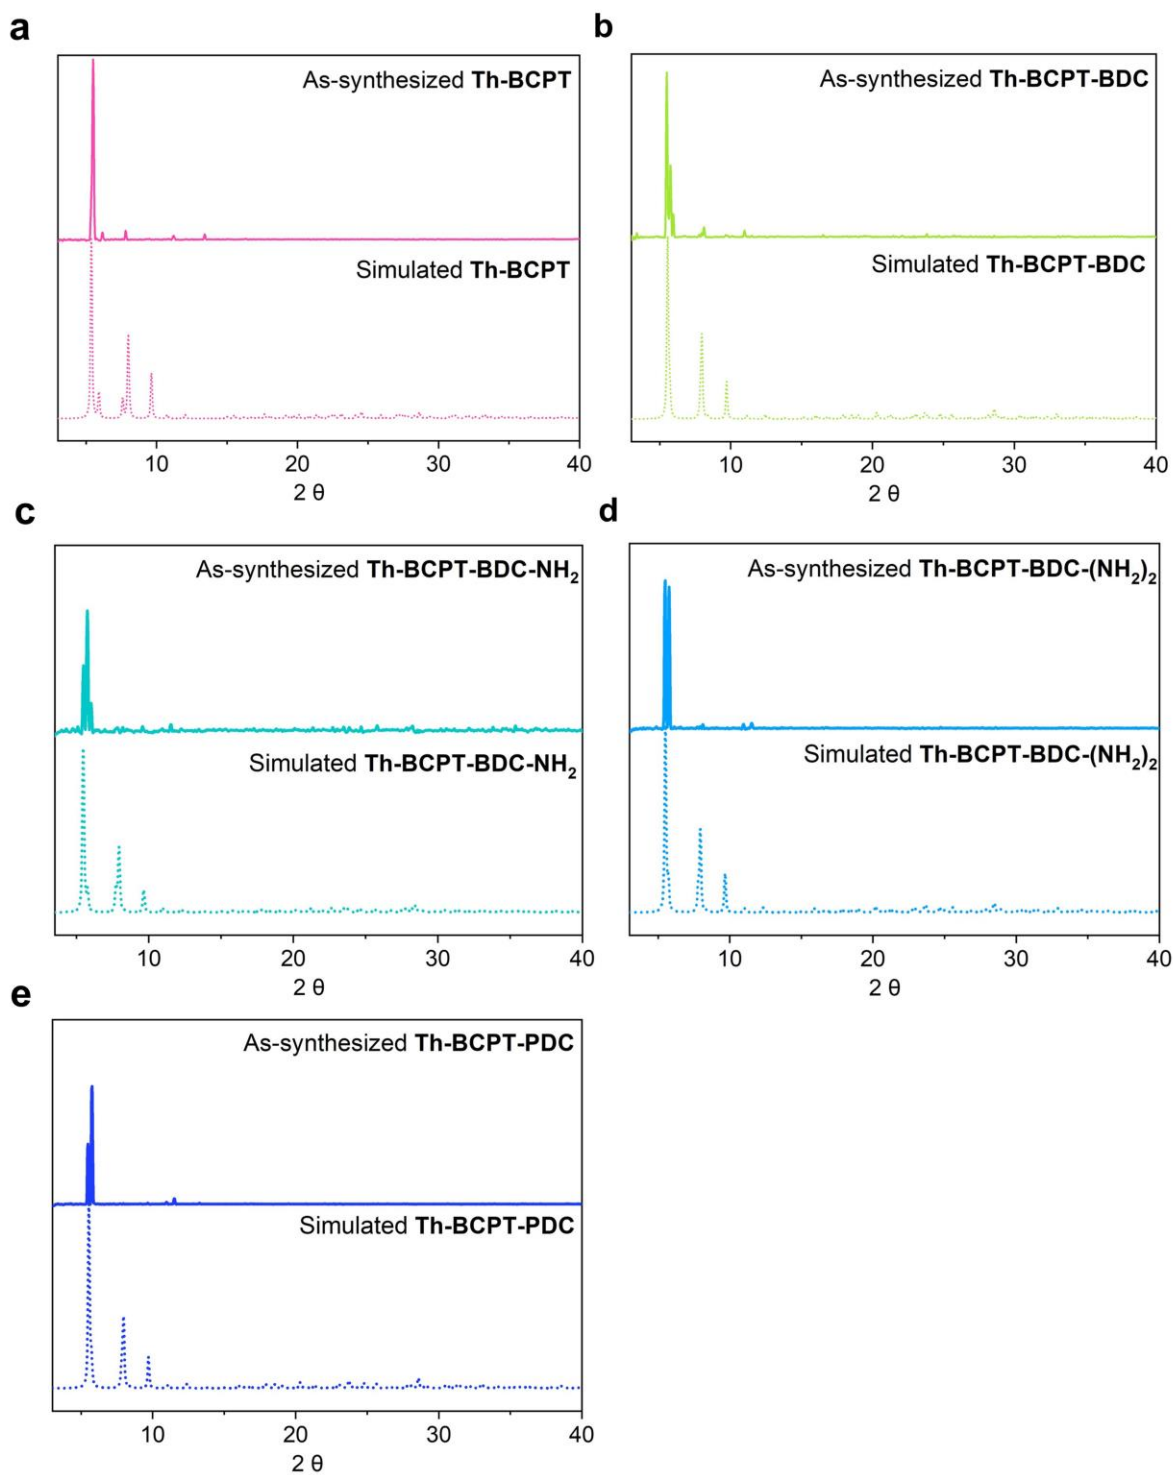 a
As-synthesized Th-BCPT
Simulated Th-BCPT
10 20 30 40
2 θ
b
As-synthesized Th-BCPT-BDC
Simulated Th-BCPT-BDC
10 20 30 40
2 θ
c
As-synthesized Th-BCPT-BDC-NH₂
Simulated Th-BCPT-BDC-NH₂
10 20 30 40
2 θ
d
As-synthesized Th-BCPT-BDC-(NH₂)₂
Simulated Th-BCPT-BDC-(NH₂)₂
10 20 30 40
2 θ
e
As-synthesized Th-BCPT-PDC
Simulated Th-BCPT-PDC
10 20 30 40
2 θ